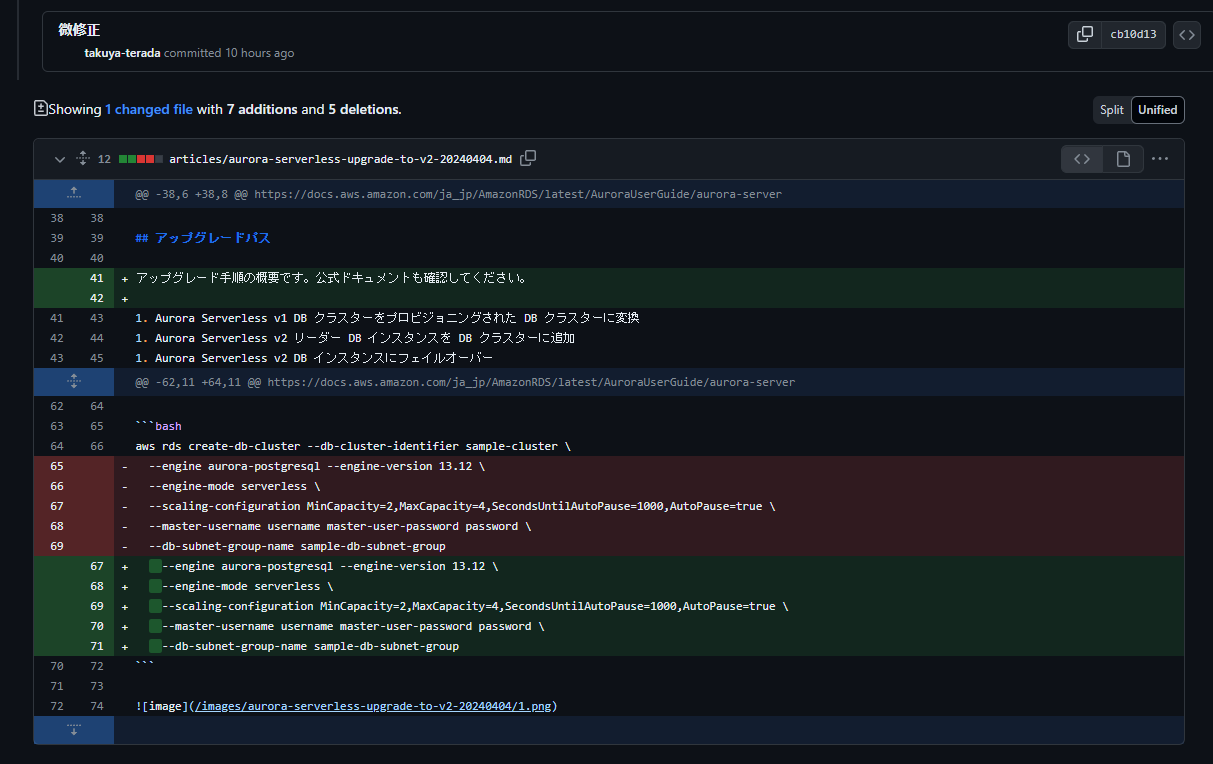 微修正
takuya-terada committed 10 hours ago
cb10d13
Showing 1 changed file with 7 additions and 5 deletions.
Split Unified
12 articles/aurora-serverless-upgrade-to-v2-20240404.md
@@ -38,6 +38,8 @@ https://docs.aws.amazon.com/ja_jp/AmazonRDS/latest/AuroraUserGuide/aurora-server
38 38
39 39 ## アップグレードパス
40 40
41 + アップグレード手順の概要です。公式ドキュメントも確認してください。
42 +
41 43 1. Aurora Serverless v1 DB クラスターをプロビジョニングされた DB クラスターに変換
42 44 1. Aurora Serverless v2 リーダー DB インスタンスを DB クラスターに追加
43 45 1. Aurora Serverless v2 DB インスタンスにフェイルオーバー
@@ -62,11 +64,11 @@ https://docs.aws.amazon.com/ja_jp/AmazonRDS/latest/AuroraUserGuide/aurora-server
62 64
63 65 ```bash
64 66 aws rds create-db-cluster --db-cluster-identifier sample-cluster \
65 - --engine aurora-postgresql --engine-version 13.12 \
66 - --engine-mode serverless \
67 - --scaling-configuration MinCapacity=2,MaxCapacity=4,SecondsUntilAutoPause=1000,AutoPause=true \
68 - --master-username username master-user-password password \
69 - --db-subnet-group-name sample-db-subnet-group
67 + --engine aurora-postgresql --engine-version 13.12 \
68 + --engine-mode serverless \
69 + --scaling-configuration MinCapacity=2,MaxCapacity=4,SecondsUntilAutoPause=1000,AutoPause=true \
70 + --master-username username master-user-password password \
71 + --db-subnet-group-name sample-db-subnet-group
70 72 ```
71 73
72 74 ![image](/images/aurora-serverless-upgrade-to-v2-20240404/1.png)